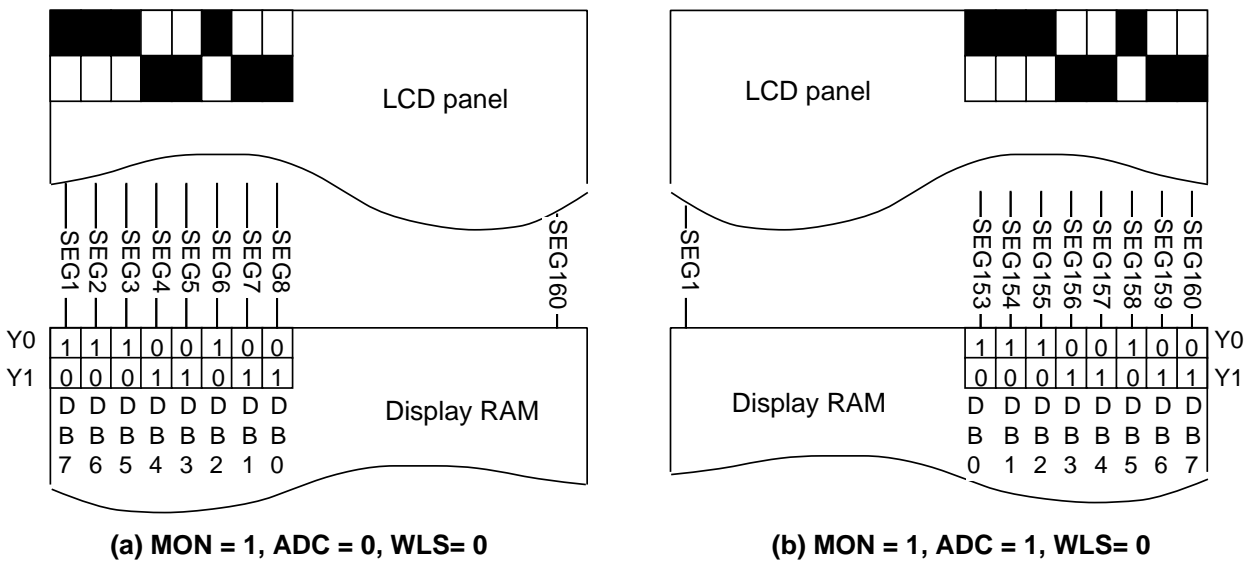 LCD panel
SEG1 SEG2 SEG3 SEG4 SEG5 SEG6 SEG7 SEG8 SEG160
Y0 1 1 1 0 0 1 0 0
Y1 0 0 0 1 1 0 1 1
D D D D D D D D
B B B B B B B B
7 6 5 4 3 2 1 0
Display RAM
(a) MON = 1, ADC = 0, WLS= 0
LCD panel
SEG1 SEG153 SEG154 SEG155 SEG156 SEG157 SEG158 SEG159 SEG160
1 1 1 0 0 1 0 0 Y0
0 0 0 1 1 0 1 1 Y1
Display RAM
D D D D D D D D
B B B B B B B B
0 1 2 3 4 5 6 7
(b) MON = 1, ADC = 1, WLS= 0